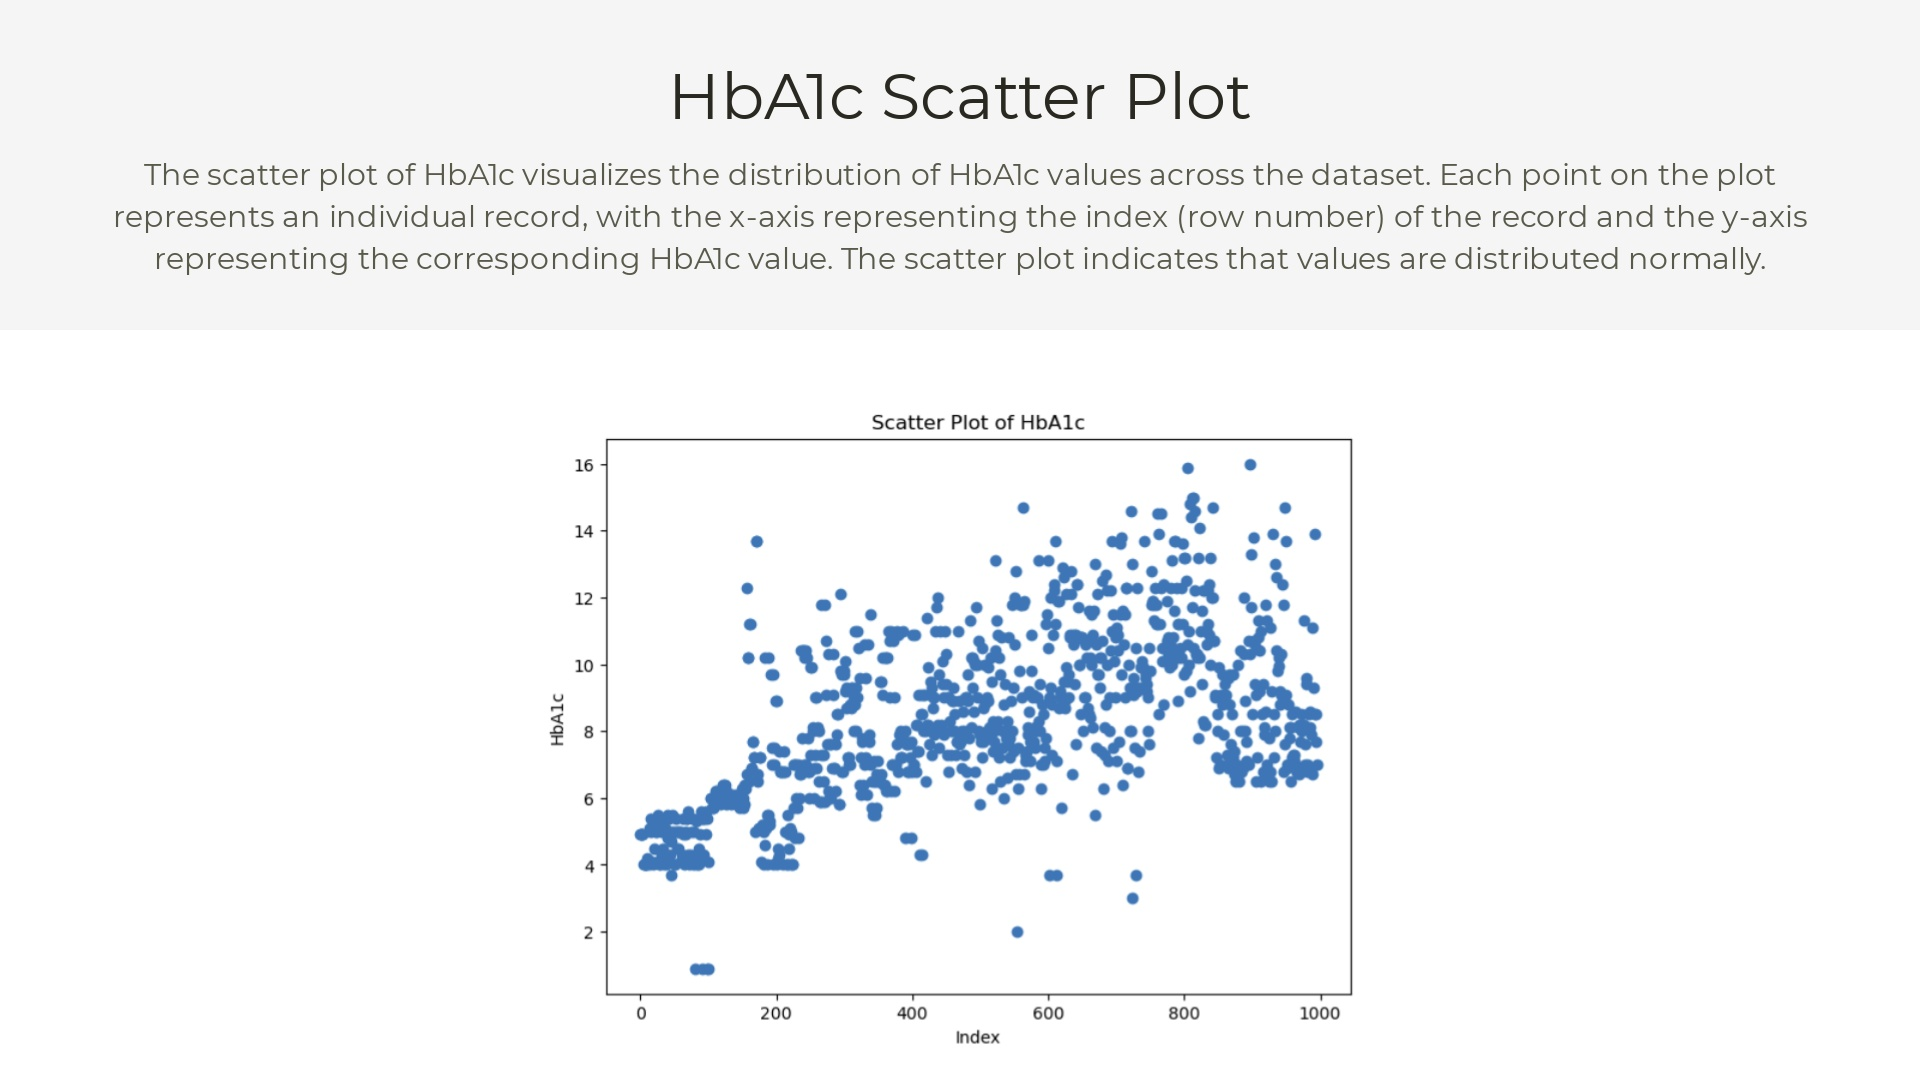 HbA1c Scatter Plot
The scatter plot of HbA1c visualizes the distribution of HbA1c values across the dataset. Each point on the plot
represents an individual record, with the x-axis representing the index (row number) of the record and the y-axis
representing the corresponding HbA1c value. The scatter plot indicates that values are distributed normally.
Scatter Plot of HbA1c
16
14
12
10
8
6
4
2
HbA1c
0 200 400 600 800 1000
Index